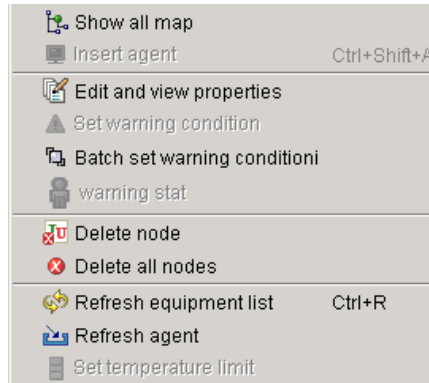 Show all map
Insert agent Ctrl+Shift+A
Edit and view properties
Set warning condition
Batch set warning conditioni
warning stat
Delete node
Delete all nodes
Refresh equipment list Ctrl+R
Refresh agent
Set temperature limit